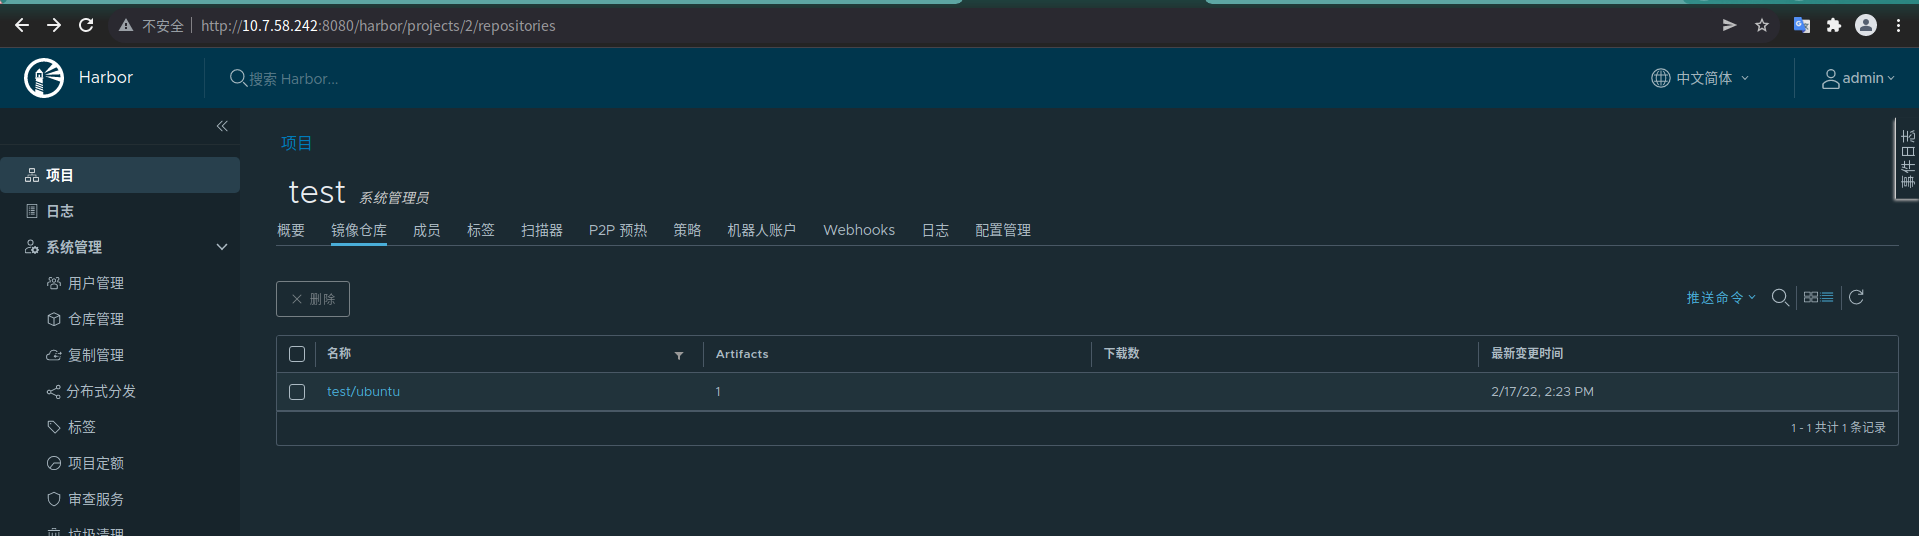 不安全 http://10.7.58.242:8080/harbor/projects/2/repositories
Harbor 搜索 Harbor... 中文简体 admin
项目
事件日志
test 系统管理员
概要 镜像仓库 成员 标签 扫描器 P2P 预热 策略 机器人账户 Webhooks 日志 配置管理
删除 推送命令
名称 Artifacts 下载数 最新变更时间
test/ubuntu 1 2/17/22, 2:23 PM
1 - 1 共计 1 条记录
项目
日志
系统管理
用户管理
仓库管理
复制管理
分布式分发
标签
项目定额
审查服务
垃圾清理